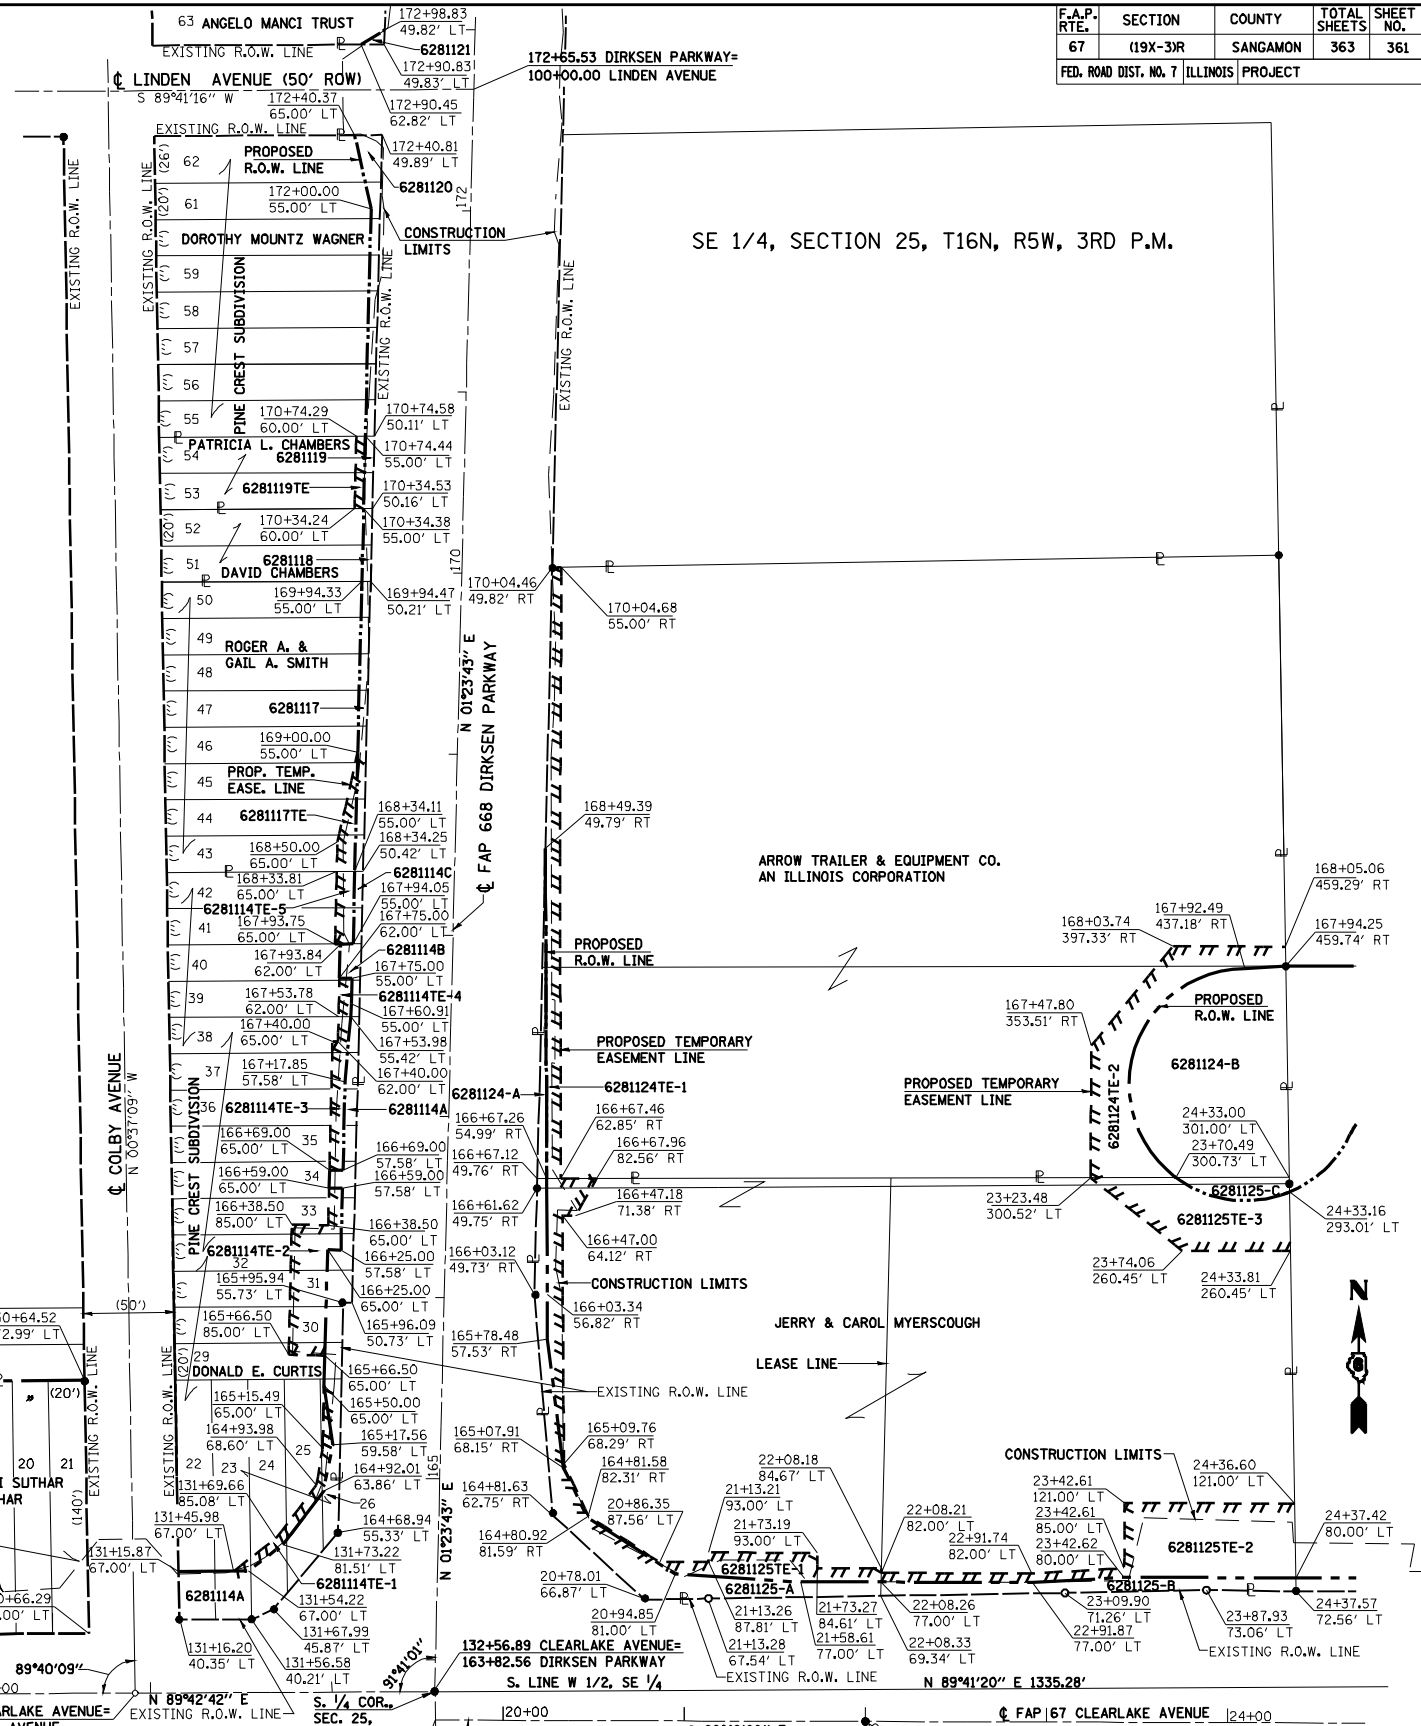 F.A.P. RTE. SECTION COUNTY TOTAL SHEETS SHEET NO.
67 (19X-3)R SANGAMON 363 361
FED. ROAD DIST. NO. 7 ILLINOIS PROJECT
63 ANGELO MANCI TRUST
EXISTING R.O.W. LINE
172+98.83
49.82' LT
6281121
172+90.83
49.83' LT
172+65.53 DIRKSEN PARKWAY=
100+00.00 LINDEN AVENUE
℄ LINDEN AVENUE (50' ROW)
S 89°41'16" W
172+40.37
65.00' LT
172+90.45
62.82' LT
EXISTING R.O.W. LINE
172+40.81
49.89' LT
PROPOSED
R.O.W. LINE
6281120
172
172+00.00
55.00' LT
CONSTRUCTION
LIMITS
SE 1/4, SECTION 25, T16N, R5W, 3RD P.M.
EXISTING R.O.W. LINE
EXISTING R.O.W. LINE
EXISTING R.O.W. LINE
EXISTING R.O.W. LINE
(26')
(20')
62
61
DOROTHY MOUNTZ WAGNER
59
58
57
56
55
PINE CREST SUBDIVISION
170+74.29
60.00' LT
170+74.58
50.11' LT
PATRICIA L. CHAMBERS
54
6281119
170+74.44
55.00' LT
53
6281119TE
170+34.53
50.16' LT
(20')
52
170+34.24
60.00' LT
170+34.38
55.00' LT
51
6281118
DAVID CHAMBERS
170
50
169+94.33
55.00' LT
169+94.47
50.21' LT
170+04.46
49.82' RT
170+04.68
55.00' RT
49
ROGER A. &
GAIL A. SMITH
48
47
6281117
N 01°23'43" E
℄ FAP 668 DIRKSEN PARKWAY
46
169+00.00
55.00' LT
45
PROP. TEMP.
EASE. LINE
44
6281117TE
168+34.11
55.00' LT
168+49.39
49.79' RT
43
168+50.00
65.00' LT
168+34.25
50.42' LT
ARROW TRAILER & EQUIPMENT CO.
AN ILLINOIS CORPORATION
42
168+33.81
65.00' LT
6281114C
6281114TE-5
167+94.05
55.00' LT
168+05.06
459.29' RT
41
167+93.75
65.00' LT
167+75.00
62.00' LT
168+03.74
397.33' RT
167+92.49
437.18' RT
167+94.25
459.74' RT
40
167+93.84
62.00' LT
6281114B
167+75.00
55.00' LT
PROPOSED
R.O.W. LINE
39
167+53.78
62.00' LT
6281114TE-4
167+60.91
55.00' LT
167+47.80
353.51' RT
PROPOSED
R.O.W. LINE
38
167+40.00
65.00' LT
167+53.98
55.42' LT
PROPOSED TEMPORARY
EASEMENT LINE
37
167+17.85
57.58' LT
167+40.00
62.00' LT
6281124-B
6281124-A
6281124TE-1
PROPOSED TEMPORARY
EASEMENT LINE
6281124TE-2
36
6281114TE-3
6281114A
℄ COLBY AVENUE
N 00°37'09" W
PINE CREST SUBDIVISION
166+67.26
54.99' RT
166+67.46
62.85' RT
24+33.00
301.00' LT
35
166+69.00
65.00' LT
166+69.00
57.58' LT
166+67.12
49.76' RT
166+67.96
82.56' RT
23+70.49
300.73' LT
34
166+59.00
65.00' LT
166+59.00
57.58' LT
6281125-C
33
166+38.50
85.00' LT
166+38.50
65.00' LT
166+61.62
49.75' RT
166+47.18
71.38' RT
23+23.48
300.52' LT
6281125TE-3
24+33.16
293.01' LT
6281114TE-2
32
166+25.00
57.58' LT
166+03.12
49.73' RT
166+47.00
64.12' RT
23+74.06
260.45' LT
24+33.81
260.45' LT
31
165+95.94
55.73' LT
166+25.00
65.00' LT
CONSTRUCTION LIMITS
166+03.34
56.82' RT
N
(50')
30
165+66.50
85.00' LT
165+96.09
50.73' LT
165+78.48
57.53' RT
JERRY & CAROL MYERSCOUGH
LEASE LINE
(20')
29
DONALD E. CURTIS
165+66.50
65.00' LT
EXISTING R.O.W. LINE
(20')
165+15.49
65.00' LT
165+50.00
65.00' LT
164+93.98
68.60' LT
165+17.56
59.58' LT
165+07.91
68.15' RT
165+09.76
68.29' RT
25
22
23
24
26
164+92.01
63.86' LT
165
164+81.58
82.31' RT
22+08.18
84.67' LT
CONSTRUCTION LIMITS
24+36.60
121.00' LT
20
21
I SUTHAR
HAR
EXISTING R.O.W. LINE
EXISTING R.O.W. LINE
(140')
131+69.66
85.08' LT
164+81.63
62.75' RT
20+86.35
87.56' LT
21+13.21
93.00' LT
22+08.21
82.00' LT
23+42.61
121.00' LT
131+45.98
67.00' LT
164+68.94
55.33' LT
164+80.92
81.59' RT
21+73.19
93.00' LT
22+91.74
82.00' LT
23+42.61
85.00' LT
24+37.42
80.00' LT
131+15.87
67.00' LT
131+73.22
81.51' LT
N 01°23'43" E
23+42.62
80.00' LT
6281125TE-2
6281114A
6281114TE-1
20+78.01
66.87' LT
6281125TE-1
6281125-A
6281125-B
131+54.22
67.00' LT
131+67.99
45.87' LT
20+94.85
81.00' LT
21+13.26
87.81' LT
21+73.27
84.61' LT
22+08.26
77.00' LT
23+09.90
71.26' LT
23+87.93
73.06' LT
24+37.57
72.56' LT
131+16.20
40.35' LT
131+56.58
40.21' LT
21+13.28
67.54' LT
21+58.61
77.00' LT
22+08.33
69.34' LT
22+91.87
77.00' LT
EXISTING R.O.W. LINE
EXISTING R.O.W. LINE
89°40'09"
91°41'01"
132+56.89 CLEARLAKE AVENUE=
163+82.56 DIRKSEN PARKWAY
S. LINE W 1/2, SE 1/4
N 89°41'20" E 1335.28'
N 89°42'42" E
EXISTING R.O.W. LINE
S. 1/4 COR.,
SEC. 25,
20+00
℄ FAP 67 CLEARLAKE AVENUE
24+00